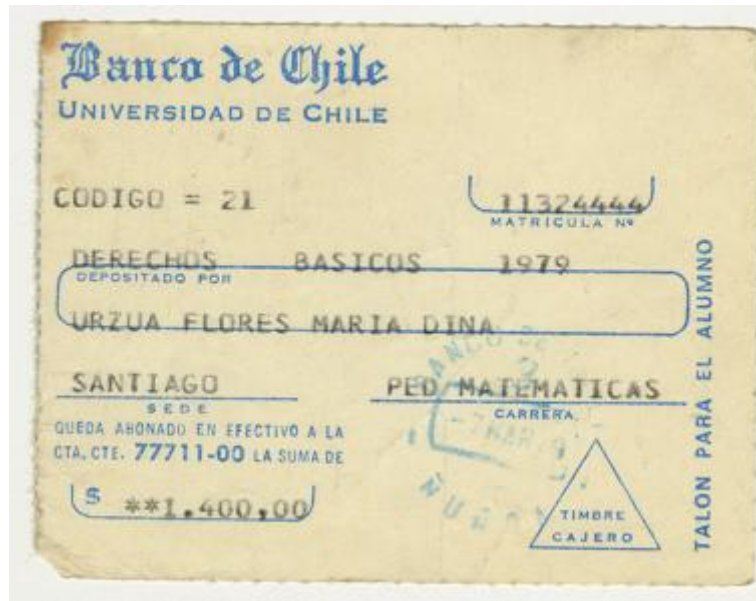 Banco de Chile
UNIVERSIDAD DE CHILE
CODIGO = 21
11324444
MATRICULA Nº
DERECHOS BASICOS 1979
DEPOSITADO POR
URZUA FLORES MARIA DINA
SANTIAGO
SEDE
PED MATEMATICAS
CARRERA
QUEDA ABONADO EN EFECTIVO A LA
CTA. CTE. 77711-00 LA SUMA DE
$ **1.400,00
TIMBRE
CAJERO
TALON PARA EL ALUMNO
BANCO
MAR